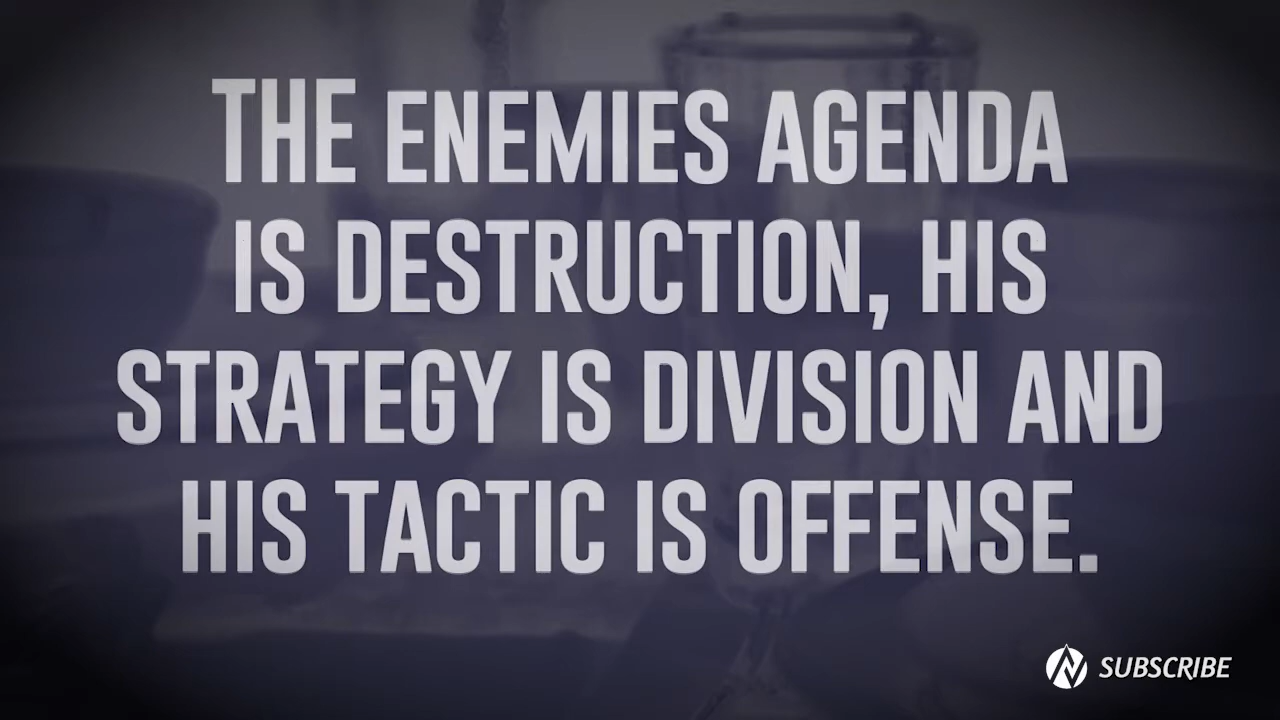 THE ENEMIES AGENDA
IS DESTRUCTION, HIS
STRATEGY IS DIVISION AND
HIS TACTIC IS OFFENSE.
SUBSCRIBE